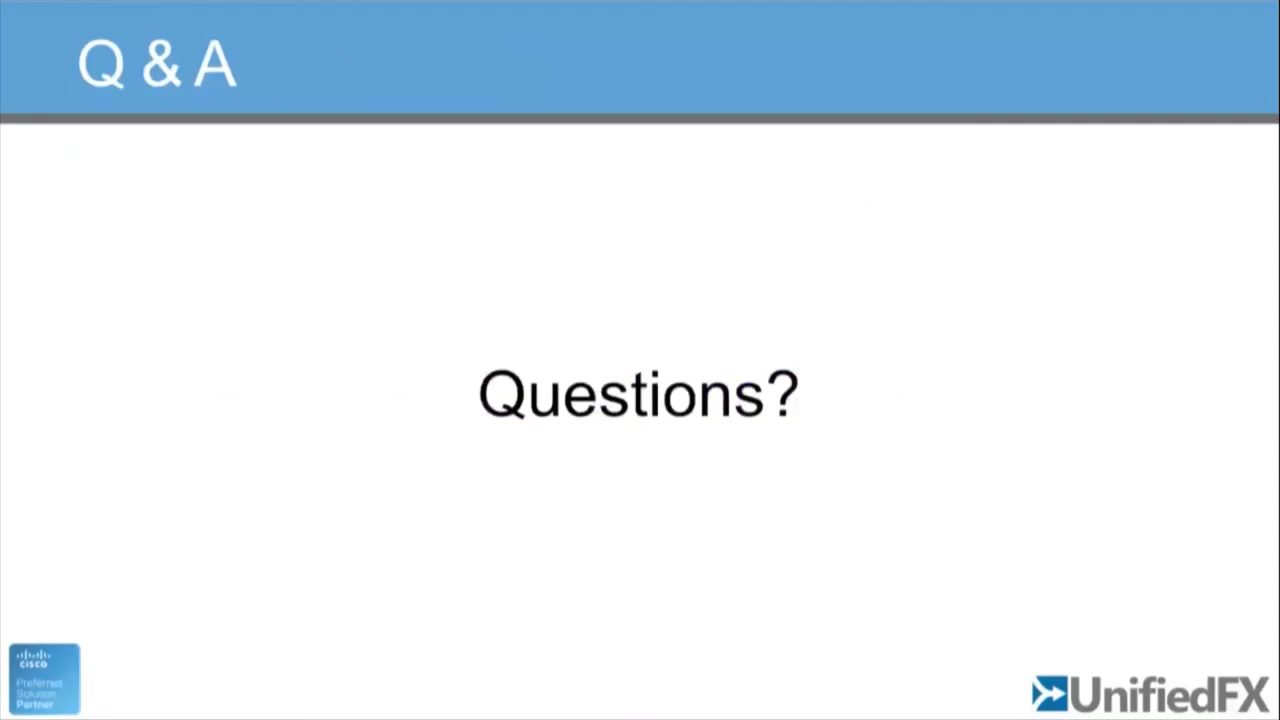 Q & A
Questions?
CISCO
Preferred
Solution
Partner
UnifiedFX